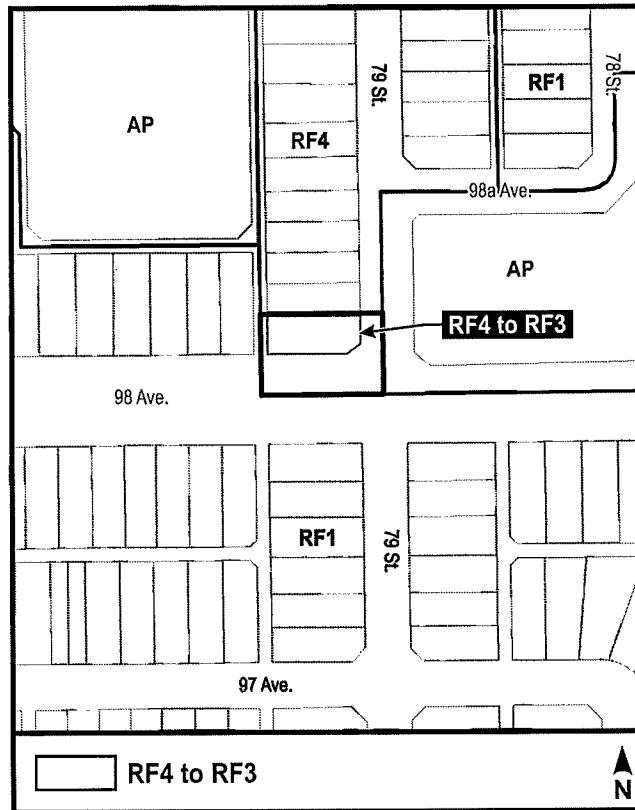 79 St.
78 St.
RF1
AP
RF4
98a Ave.
AP
RF4 to RF3
98 Ave.
RF1
79 St.
97 Ave.
RF4 to RF3
N